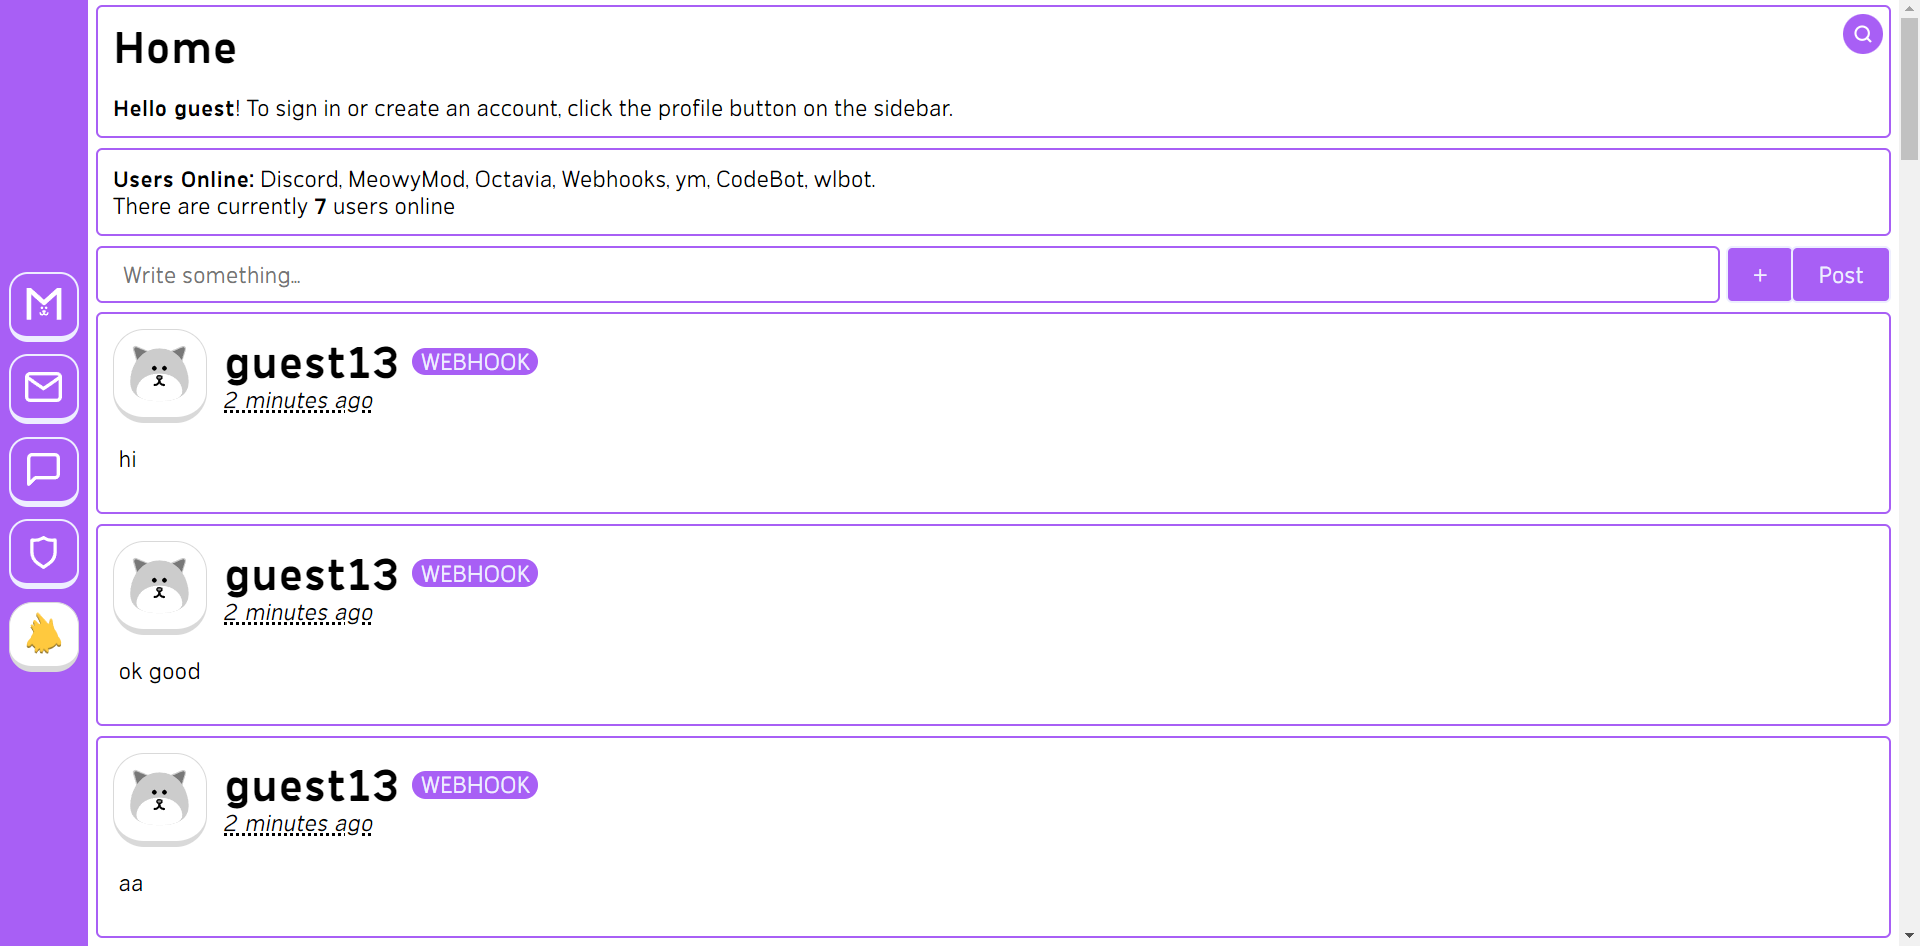 Home
Hello guest! To sign in or create an account, click the profile button on the sidebar.
Users Online: Discord, MeowyMod, Octavia, Webhooks, ym, CodeBot, wlbot.
There are currently 7 users online
Write something...
+ Post
guest13 WEBHOOK
2 minutes ago
hi
guest13 WEBHOOK
2 minutes ago
ok good
guest13 WEBHOOK
2 minutes ago
aa